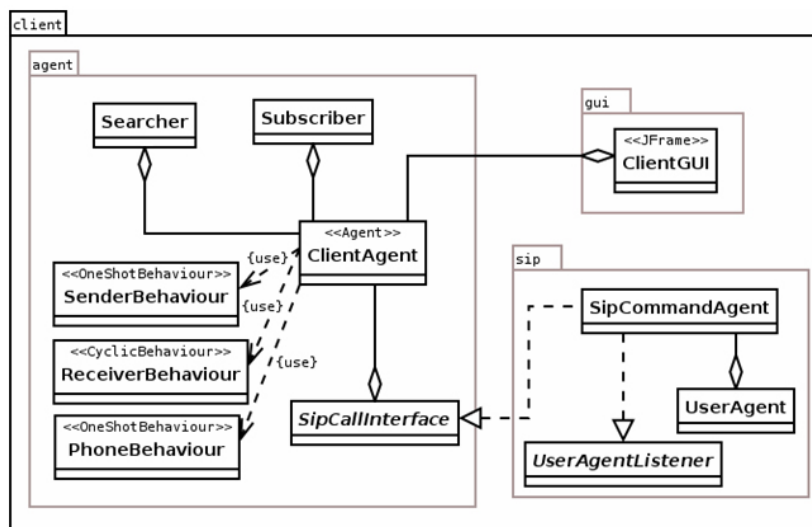 client
agent
Searcher
Subscriber
gui
<<JFrame>>
ClientGUI
<<Agent>>
ClientAgent
{use}
<<OneShotBehaviour>>
SenderBehaviour
{use}
<<CyclicBehaviour>>
ReceiverBehaviour
{use}
<<OneShotBehaviour>>
PhoneBehaviour
SipCallInterface
sip
SipCommandAgent
UserAgent
UserAgentListener